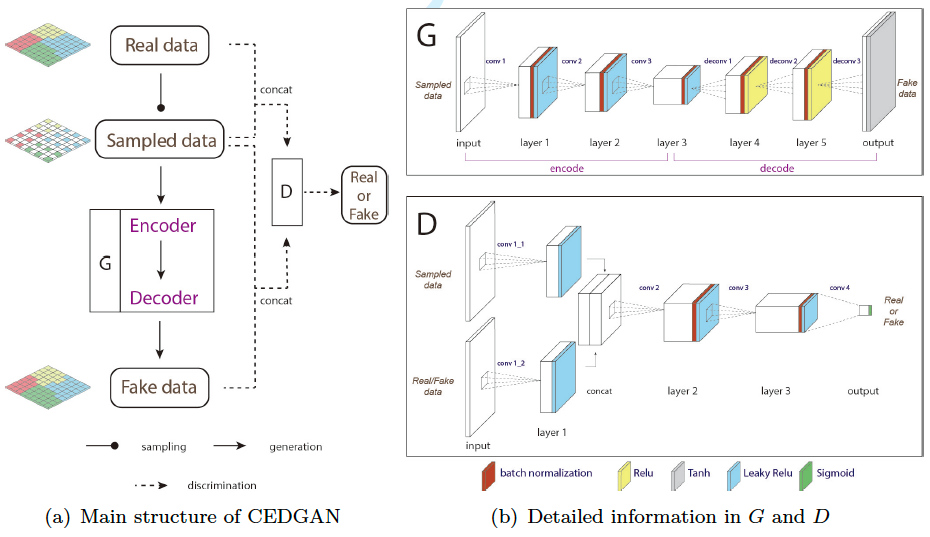 Real data
concat
Sampled data
D
Real
or
Fake
G
Encoder
Decoder
concat
Fake data
sampling
generation
discrimination
(a) Main structure of CEDGAN
G
Sampled
data
conv 1
conv 2
conv 3
deconv 1
deconv 2
deconv 3
Fake
data
input
layer 1
layer 2
layer 3
layer 4
layer 5
output
encode
decode
D
Sampled
data
conv 1_1
conv 2
conv 3
conv 4
Real
or
Fake
Real/Fake
data
conv 1_2
concat
layer 2
layer 3
output
layer 1
input
batch normalization
Relu
Tanh
Leaky Relu
Sigmoid
(b) Detailed information in G and D